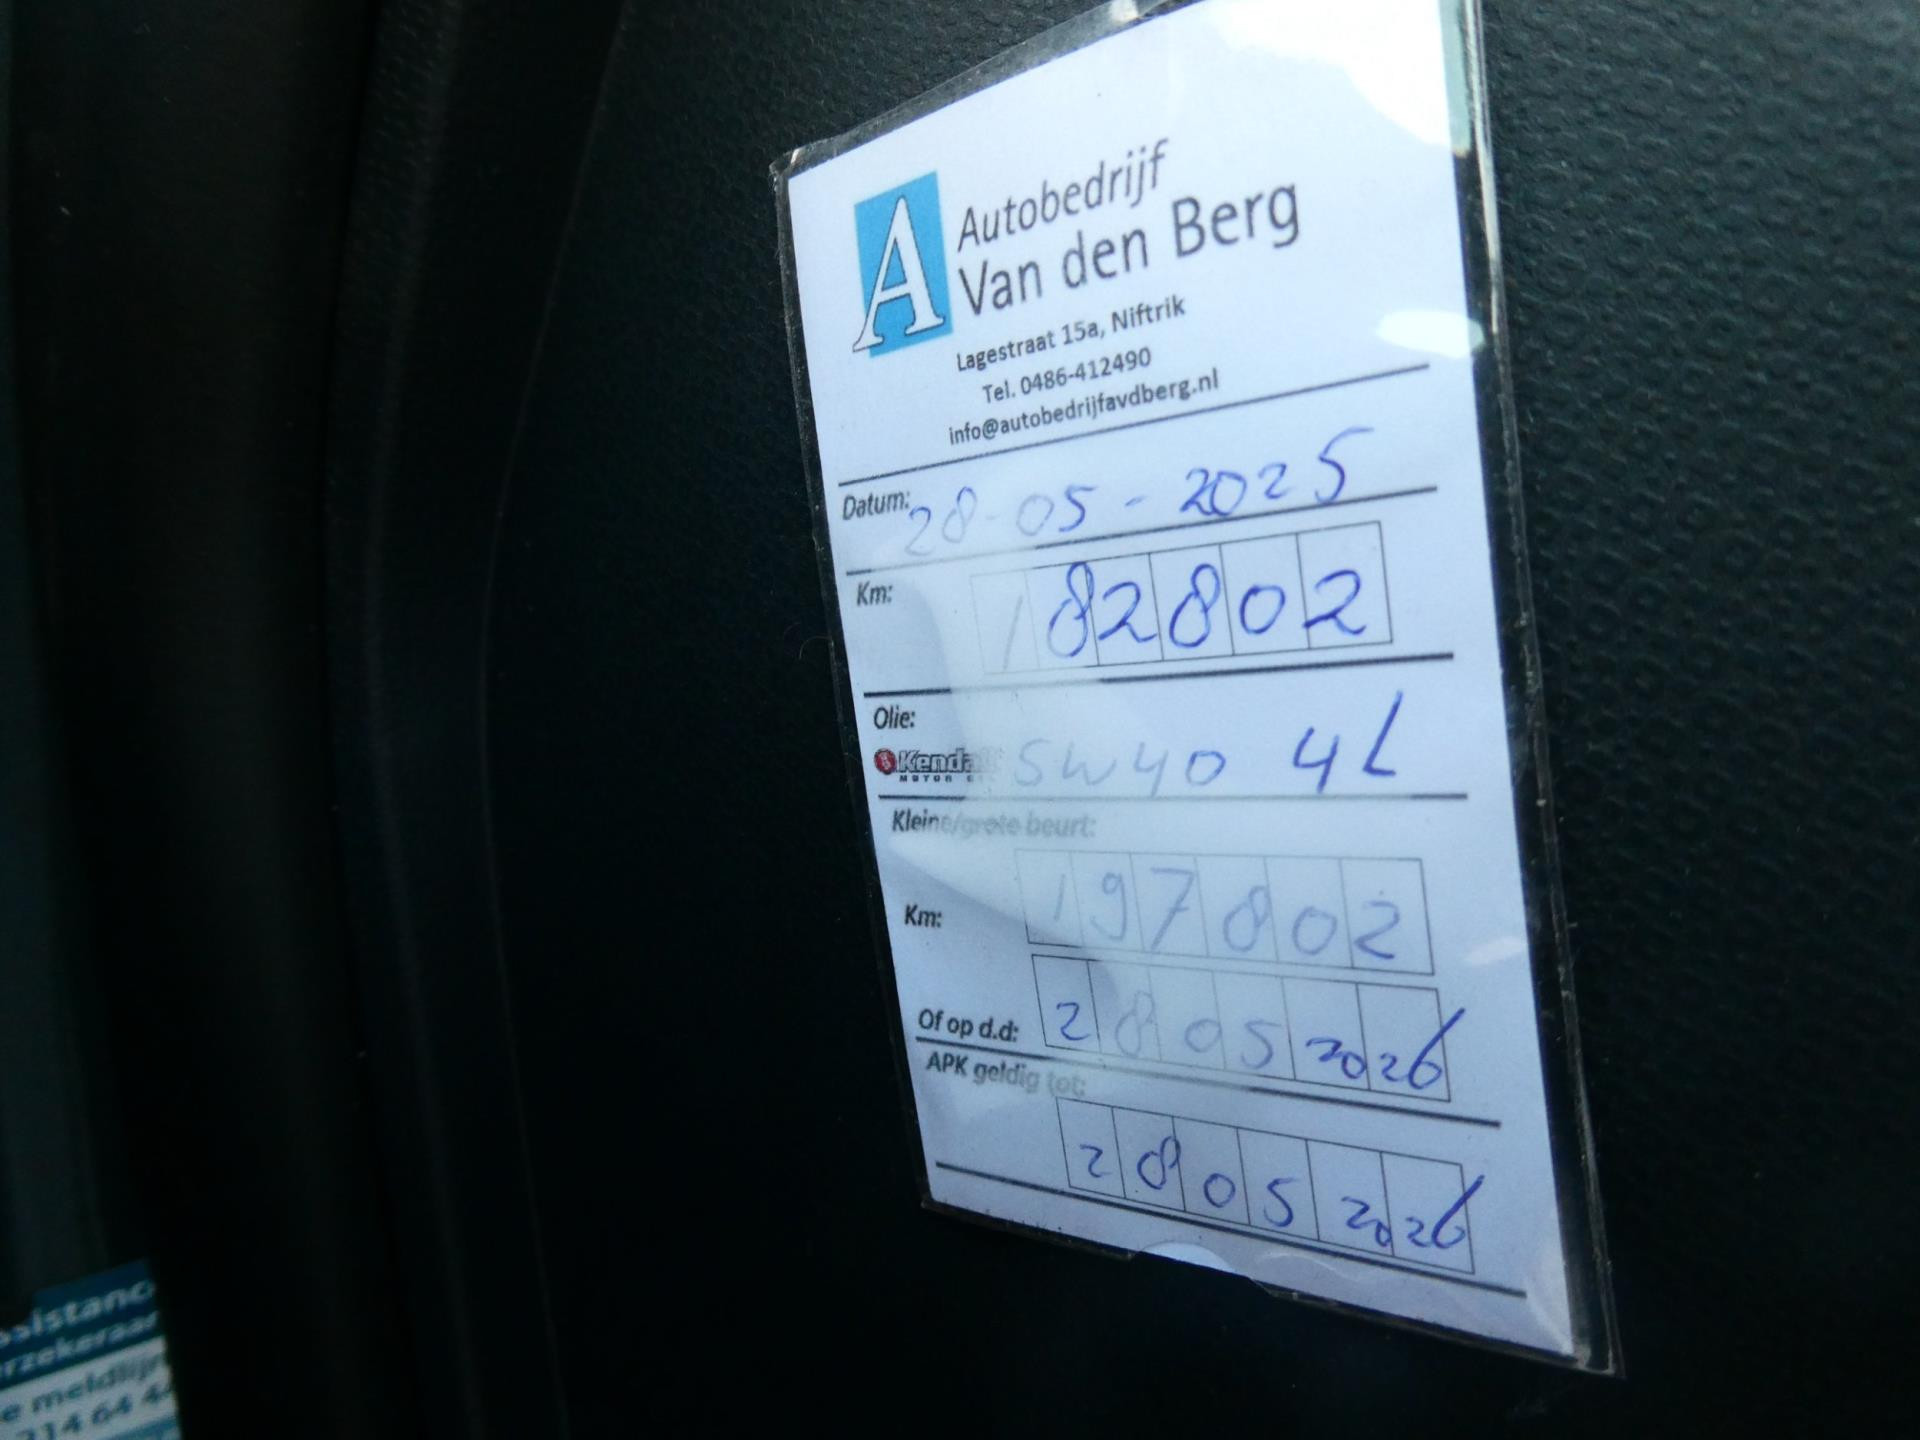 A
Autobedrijf
Van den Berg
Lagestraat 15a, Niftrik
Tel. 0486-412490
info@autobedrijfavdberg.nl
Datum: 28-05-2025
Km: 182802
Olie:
Kendall 5W40 4L
MOTOR
Kleine/grote beurt:
Km: 197802
Of op d.d: 28 05 2026
APK geldig tot:
28 05 2026